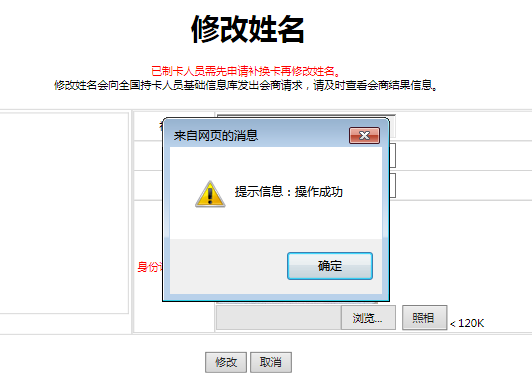 修改姓名
已制卡人员需先申请补换卡再修改姓名。
修改姓名会向全国持卡人员基础信息库发出会商请求，请及时查看会商结果信息。
来自网页的消息
提示信息：操作成功
确定
身份
浏览... 照相 < 120K
修改 取消